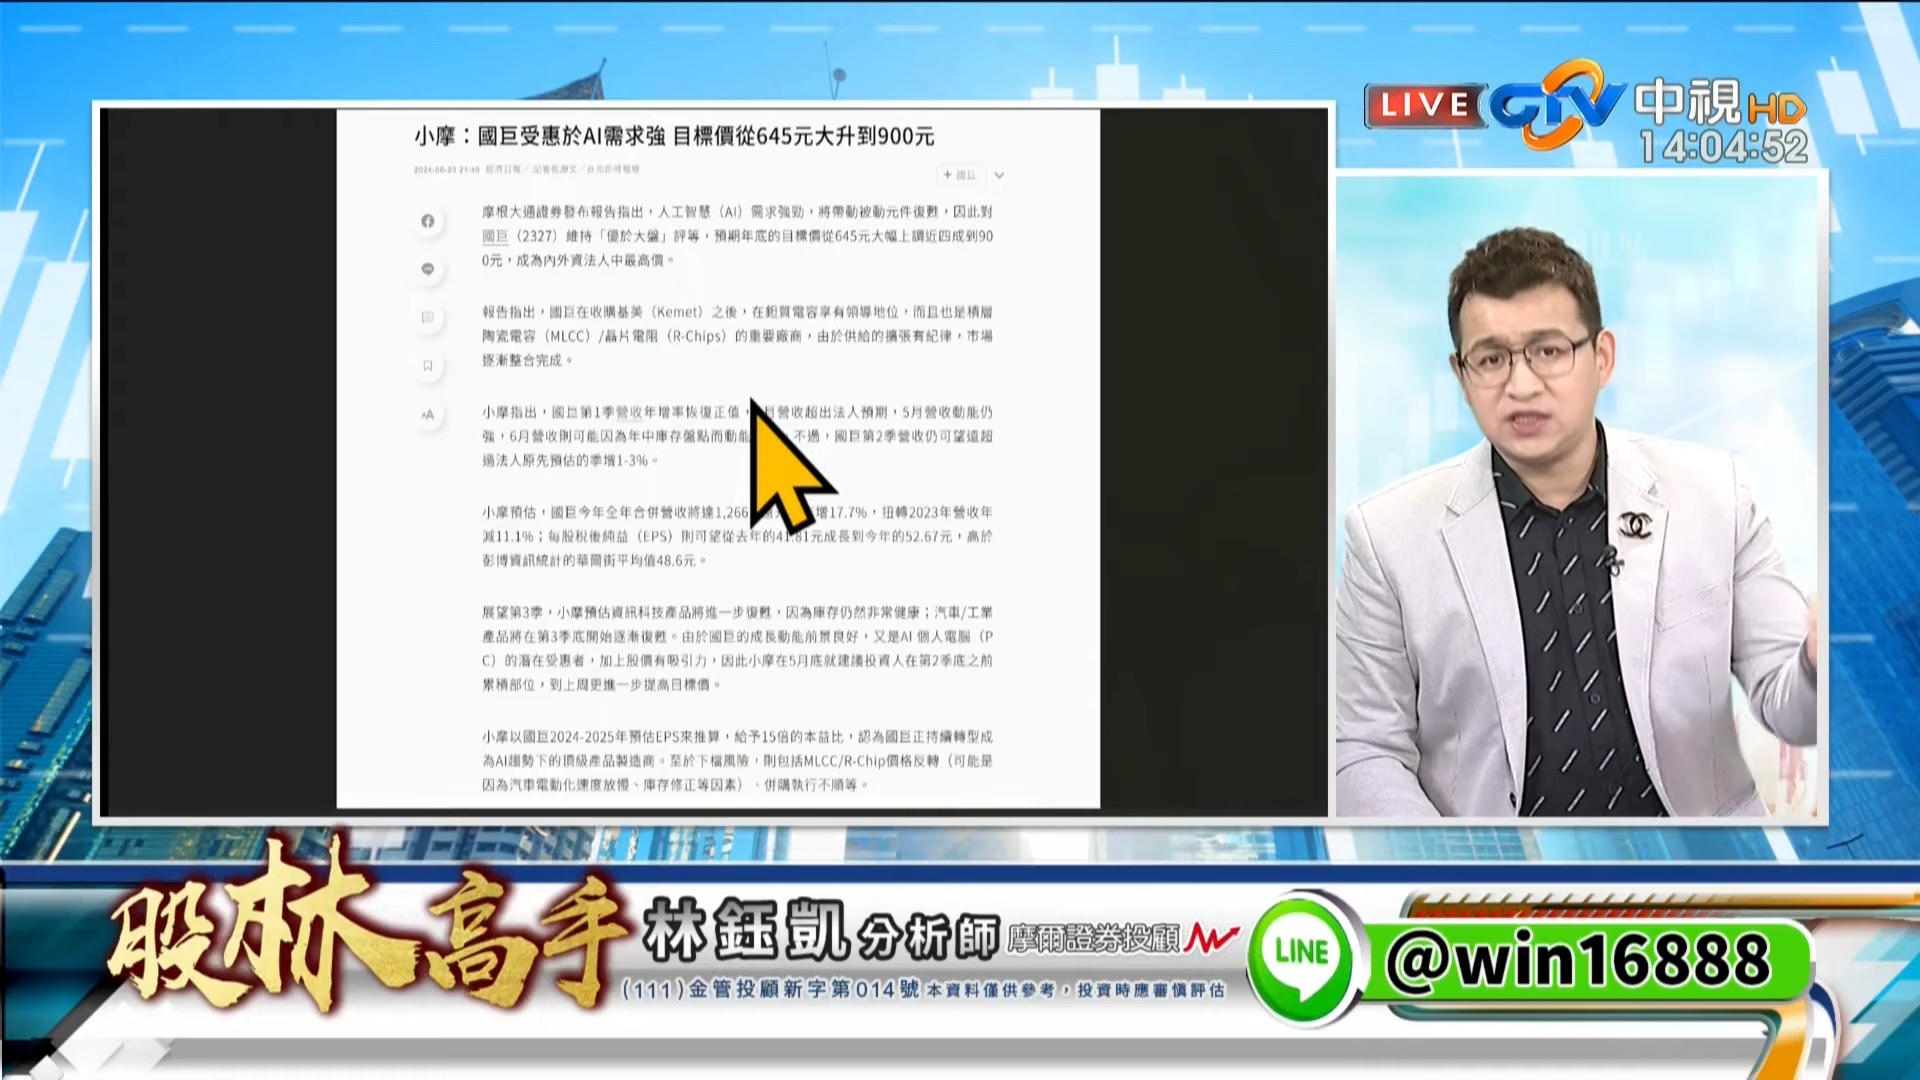 LIVE CTV 中視 HD
14:04:52
小摩：國巨受惠於AI需求強 目標價從645元大升到900元
經濟日報／ 台北即時報導
+ 國巨
摩根大通證券發布報告指出，人工智慧（AI）需求強勁，將帶動被動元件復甦，因此對
國巨（2327）維持「優於大盤」評等，預期年底的目標價從645元大幅上調近四成到90
0元，成為內外資法人中最高價。
報告指出，國巨在收購基美（Kemet）之後，在鉭質電容享有領導地位，而且也是積層
陶瓷電容（MLCC）/晶片電阻（R-Chips）的重要廠商，由於供給的擴張有紀律，市場
逐漸整合完成。
小摩指出，國巨第1季營收年增率恢復正值， 月營收超出法人預期，5月營收動能仍
強，6月營收則可能因為年中庫存盤點而動能 不過，國巨第2季營收仍可望遠超
過法人原先預估的季增1-3%。
小摩預估，國巨今年全年合併營收將達1,266 增17.7%，扭轉2023年營收年
減11.1%；每股稅後純益（EPS）則可望從去年的41.81元成長到今年的52.67元，高於
彭博資訊統計的華爾街平均值48.6元。
展望第3季，小摩預估資訊科技產品將進一步復甦，因為庫存仍然非常健康；汽車/工業
產品將在第3季底開始逐漸復甦。由於國巨的成長動能前景良好，又是AI 個人電腦（P
C）的潛在受惠者，加上股價有吸引力，因此小摩在5月底就建議投資人在第2季底之前
累積部位，到上周更進一步提高目標價。
小摩以國巨2024-2025年預估EPS來推算，給予15倍的本益比，認為國巨正持續轉型成
為AI趨勢下的頂級產品製造商。至於下檔風險，則包括MLCC/R-Chip價格反轉（可能是
因為汽車電動化速度放慢、庫存修正等因素）、併購執行不順等。
股林高手
林鈺凱 分析師 摩爾證券投顧
(111)金管投顧新字第014號 本資料僅供參考，投資時應審慎評估
LINE
@win16888